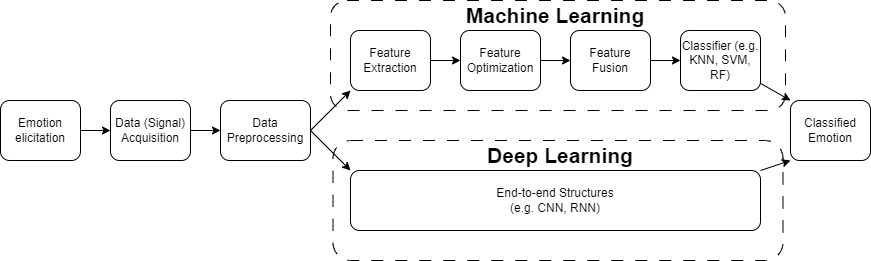 Machine Learning
Feature
Extraction
Feature
Optimization
Feature
Fusion
Classifier (e.g.
KNN, SVM,
RF)
Emotion
elicitation
Data (Signal)
Acquisition
Data
Preprocessing
Classified
Emotion
Deep Learning
End-to-end Structures
(e.g. CNN, RNN)